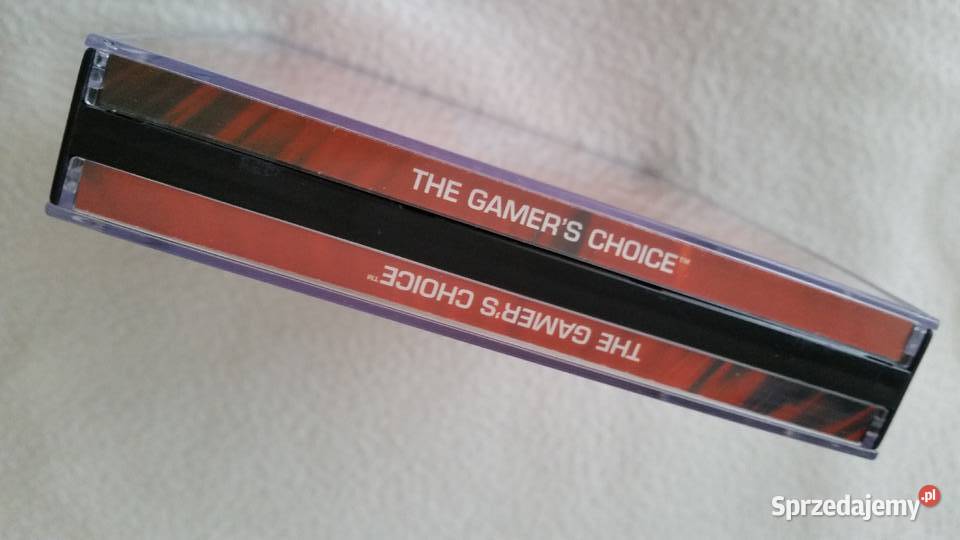 THE GAMER'S CHOICE™
THE GAMER'S CHOICE™
Sprzedajemy.pl